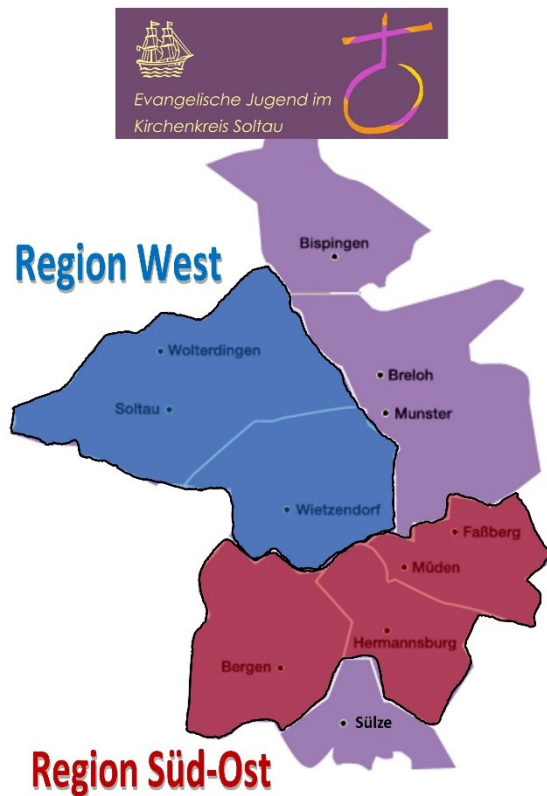 Evangelische Jugend im
Kirchenkreis Soltau
Bispingen
Region West
Wolterdingen
Breloh
Soltau
Munster
Wietzendorf
Faßberg
Müden
Hermannsburg
Bergen
Sülze
Region Süd-Ost